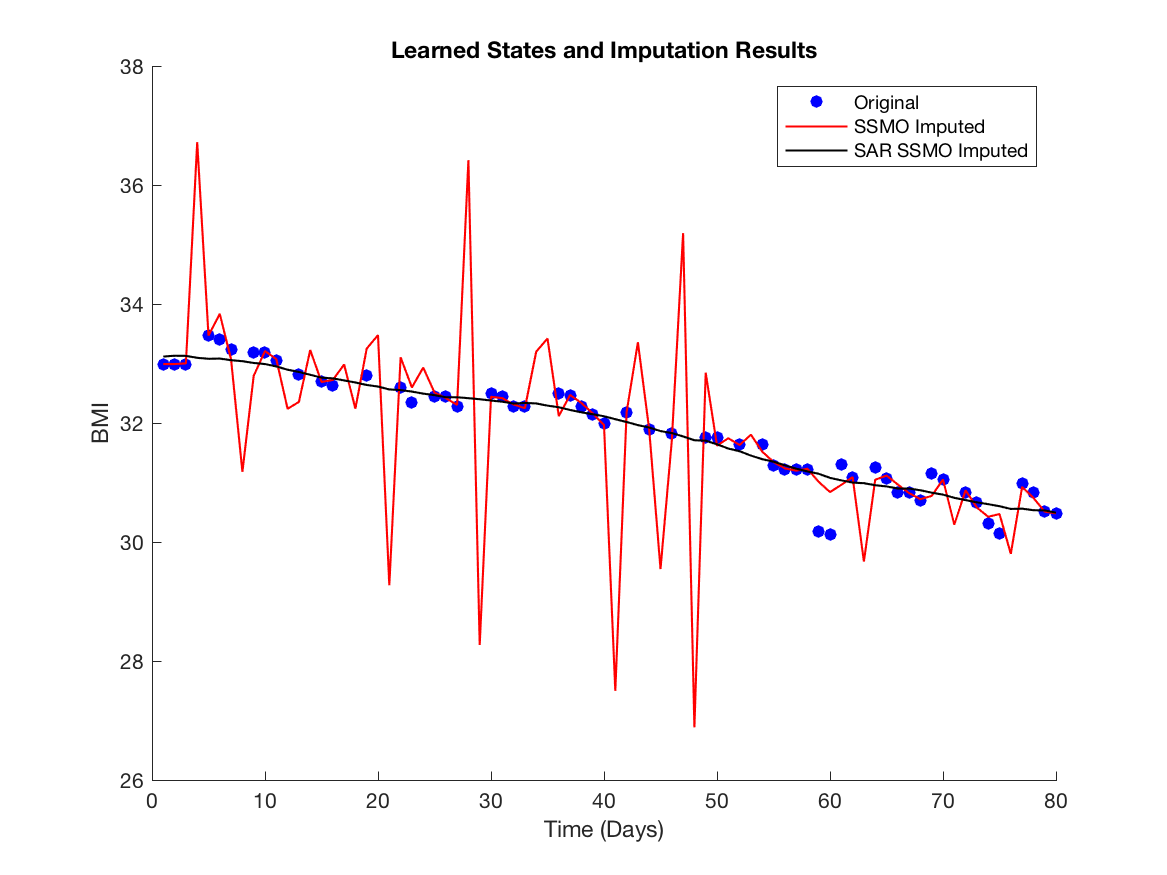 Learned States and Imputation Results
Original
SSMO Imputed
SAR SSMO Imputed
BMI
38
36
34
32
30
28
26
0 10 20 30 40 50 60 70 80
Time (Days)